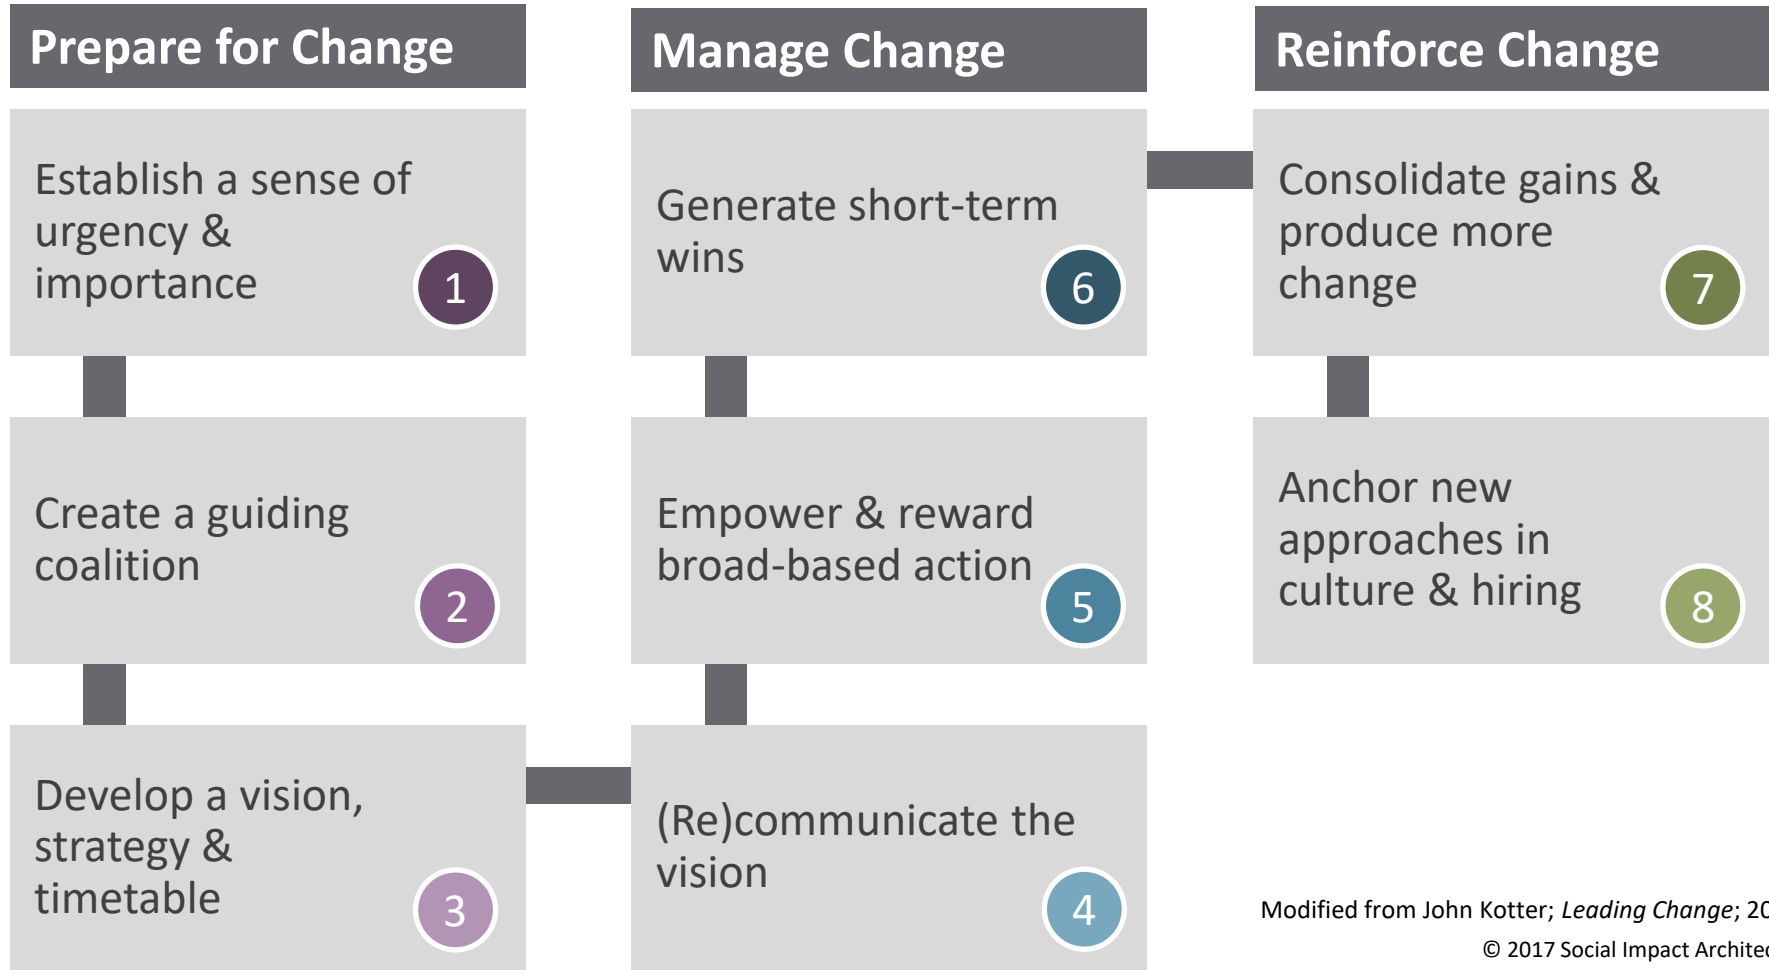 Prepare for Change
Establish a sense of
urgency &
importance
1
Create a guiding
coalition
2
Develop a vision,
strategy &
timetable
3
Manage Change
Generate short-term
wins
6
Empower & reward
broad-based action
5
(Re)communicate the
vision
4
Reinforce Change
Consolidate gains &
produce more
change
7
Anchor new
approaches in
culture & hiring
8
Modified from John Kotter; Leading Change;
© 2017 Social Impact